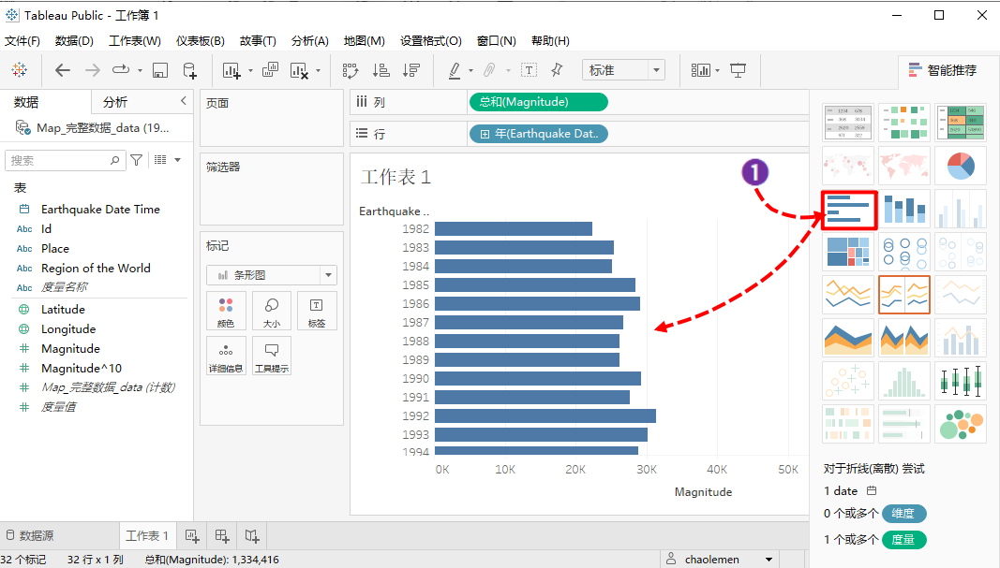 Tableau Public - 工作簿 1
文件(F) 数据(D) 工作表(W) 仪表板(B) 故事(T) 分析(A) 地图(M) 设置格式(O) 窗口(N) 帮助(H)
标准
智能推荐
数据 分析
Map_完整数据_data (19...
搜索
表
Earthquake Date Time
Abc Id
Abc Place
Abc Region of the World
Abc 度量名称
Latitude
Longitude
Magnitude
Magnitude^10
Map_完整数据_data (计数)
度量值
页面
筛选器
标记
条形图
颜色 大小 标签
详细信息 工具提示
列 总和(Magnitude)
行 年(Earthquake Dat..
工作表 1
1
Earthquake ..
1982
1983
1984
1985
1986
1987
1988
1989
1990
1991
1992
1993
1994
0K 10K 20K 30K 40K 50K
Magnitude
对于折线(离散) 尝试
1 date
0 个或多个 维度
1 个或多个 度量
数据源 工作表 1
32 个标记 32 行 x 1 列 总和(Magnitude): 1,334,416 chaolemen